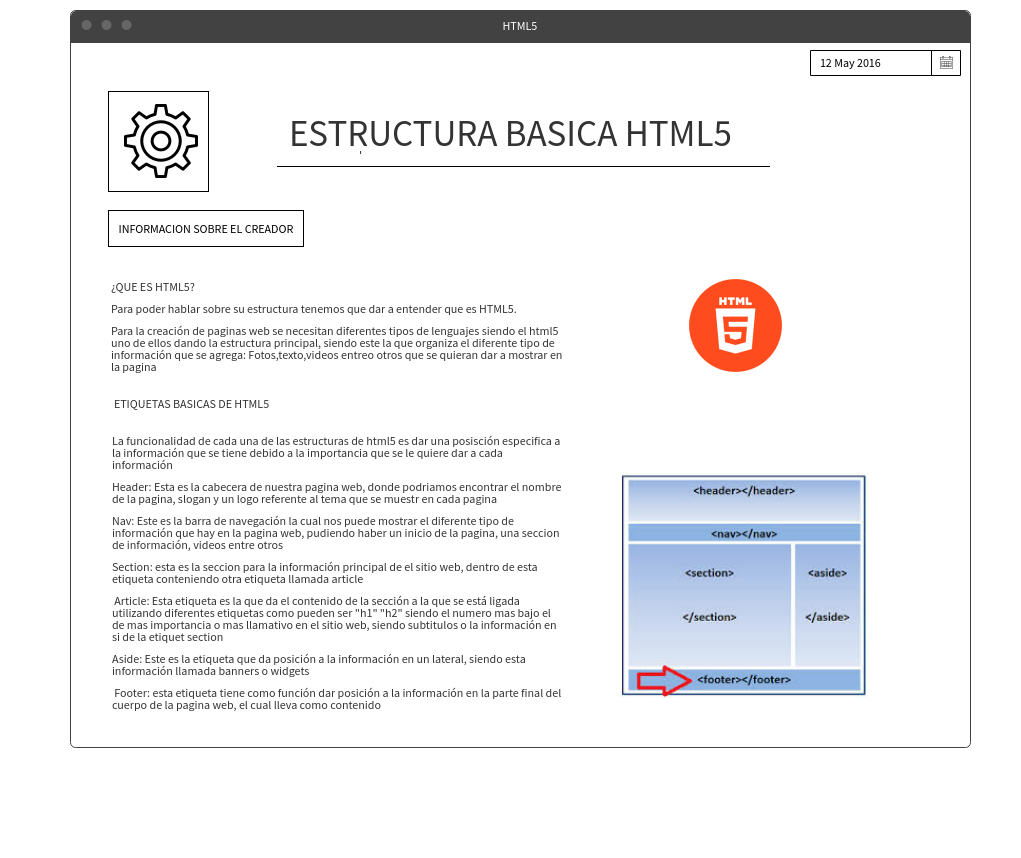 HTML5
12 May 2016
ESTRUCTURA BASICA HTML5
INFORMACION SOBRE EL CREADOR
¿QUE ES HTML5?
Para poder hablar sobre su estructura tenemos que dar a entender que es HTML5.
Para la creación de paginas web se necesitan diferentes tipos de lenguajes siendo el html5
uno de ellos dando la estructura principal, siendo este la que organiza el diferente tipo de
información que se agrega: Fotos,texto,videos entreo otros que se quieran dar a mostrar en
la pagina
HTML
5
ETIQUETAS BASICAS DE HTML5
La funcionalidad de cada una de las estructuras de html5 es dar una posisción especifica a
la información que se tiene debido a la importancia que se le quiere dar a cada
información
Header: Esta es la cabecera de nuestra pagina web, donde podriamos encontrar el nombre
de la pagina, slogan y un logo referente al tema que se muestr en cada pagina
Nav: Este es la barra de navegación la cual nos puede mostrar el diferente tipo de
información que hay en la pagina web, pudiendo haber un inicio de la pagina, una seccion
de información, videos entre otros
Section: esta es la seccion para la información principal de el sitio web, dentro de esta
etiqueta conteniendo otra etiqueta llamada article
Article: Esta etiqueta es la que da el contenido de la sección a la que se está ligada
utilizando diferentes etiquetas como pueden ser "h1" "h2" siendo el numero mas bajo el
de mas importancia o mas llamativo en el sitio web, siendo subtitulos o la información en
si de la etiquet section
Aside: Este es la etiqueta que da posición a la información en un lateral, siendo esta
información llamada banners o widgets
Footer: esta etiqueta tiene como función dar posición a la información en la parte final del
cuerpo de la pagina web, el cual lleva como contenido
<header></header>
<nav></nav>
<section>
<aside>
</section>
</aside>
<footer></footer>